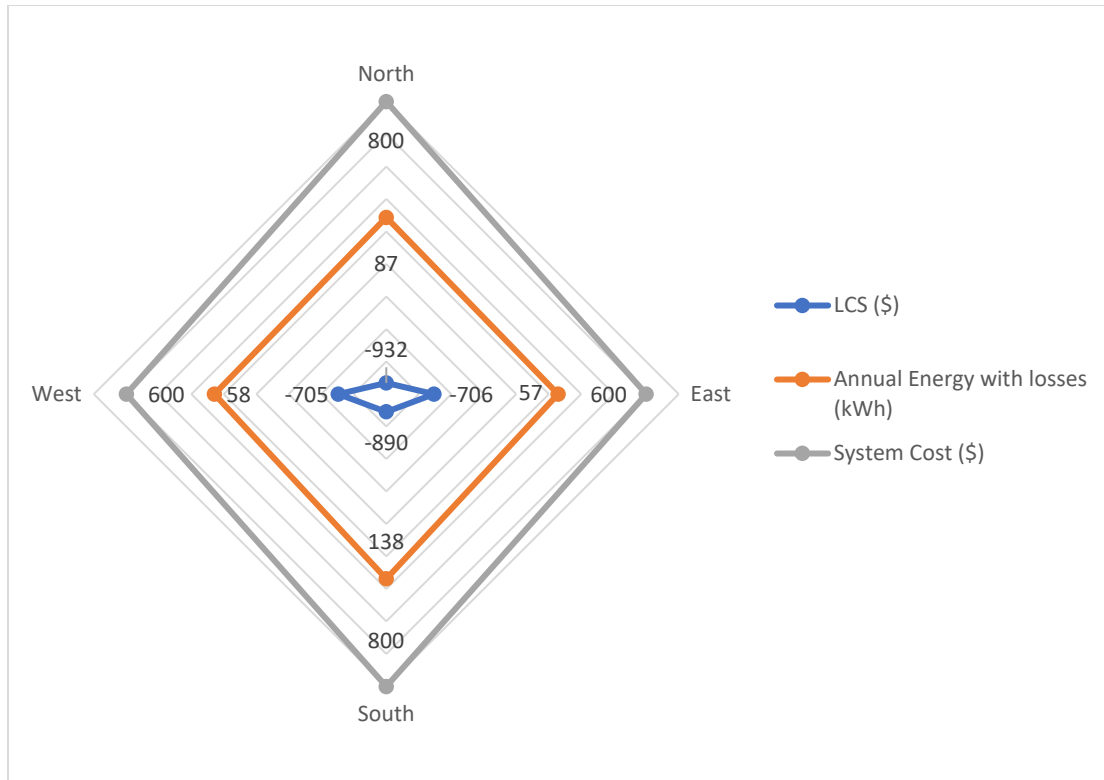 North
800
87
-932
West
600
58
-705
-706
57
600
East
-890
138
800
South
LCS ($)
Annual Energy with losses
(kWh)
System Cost ($)